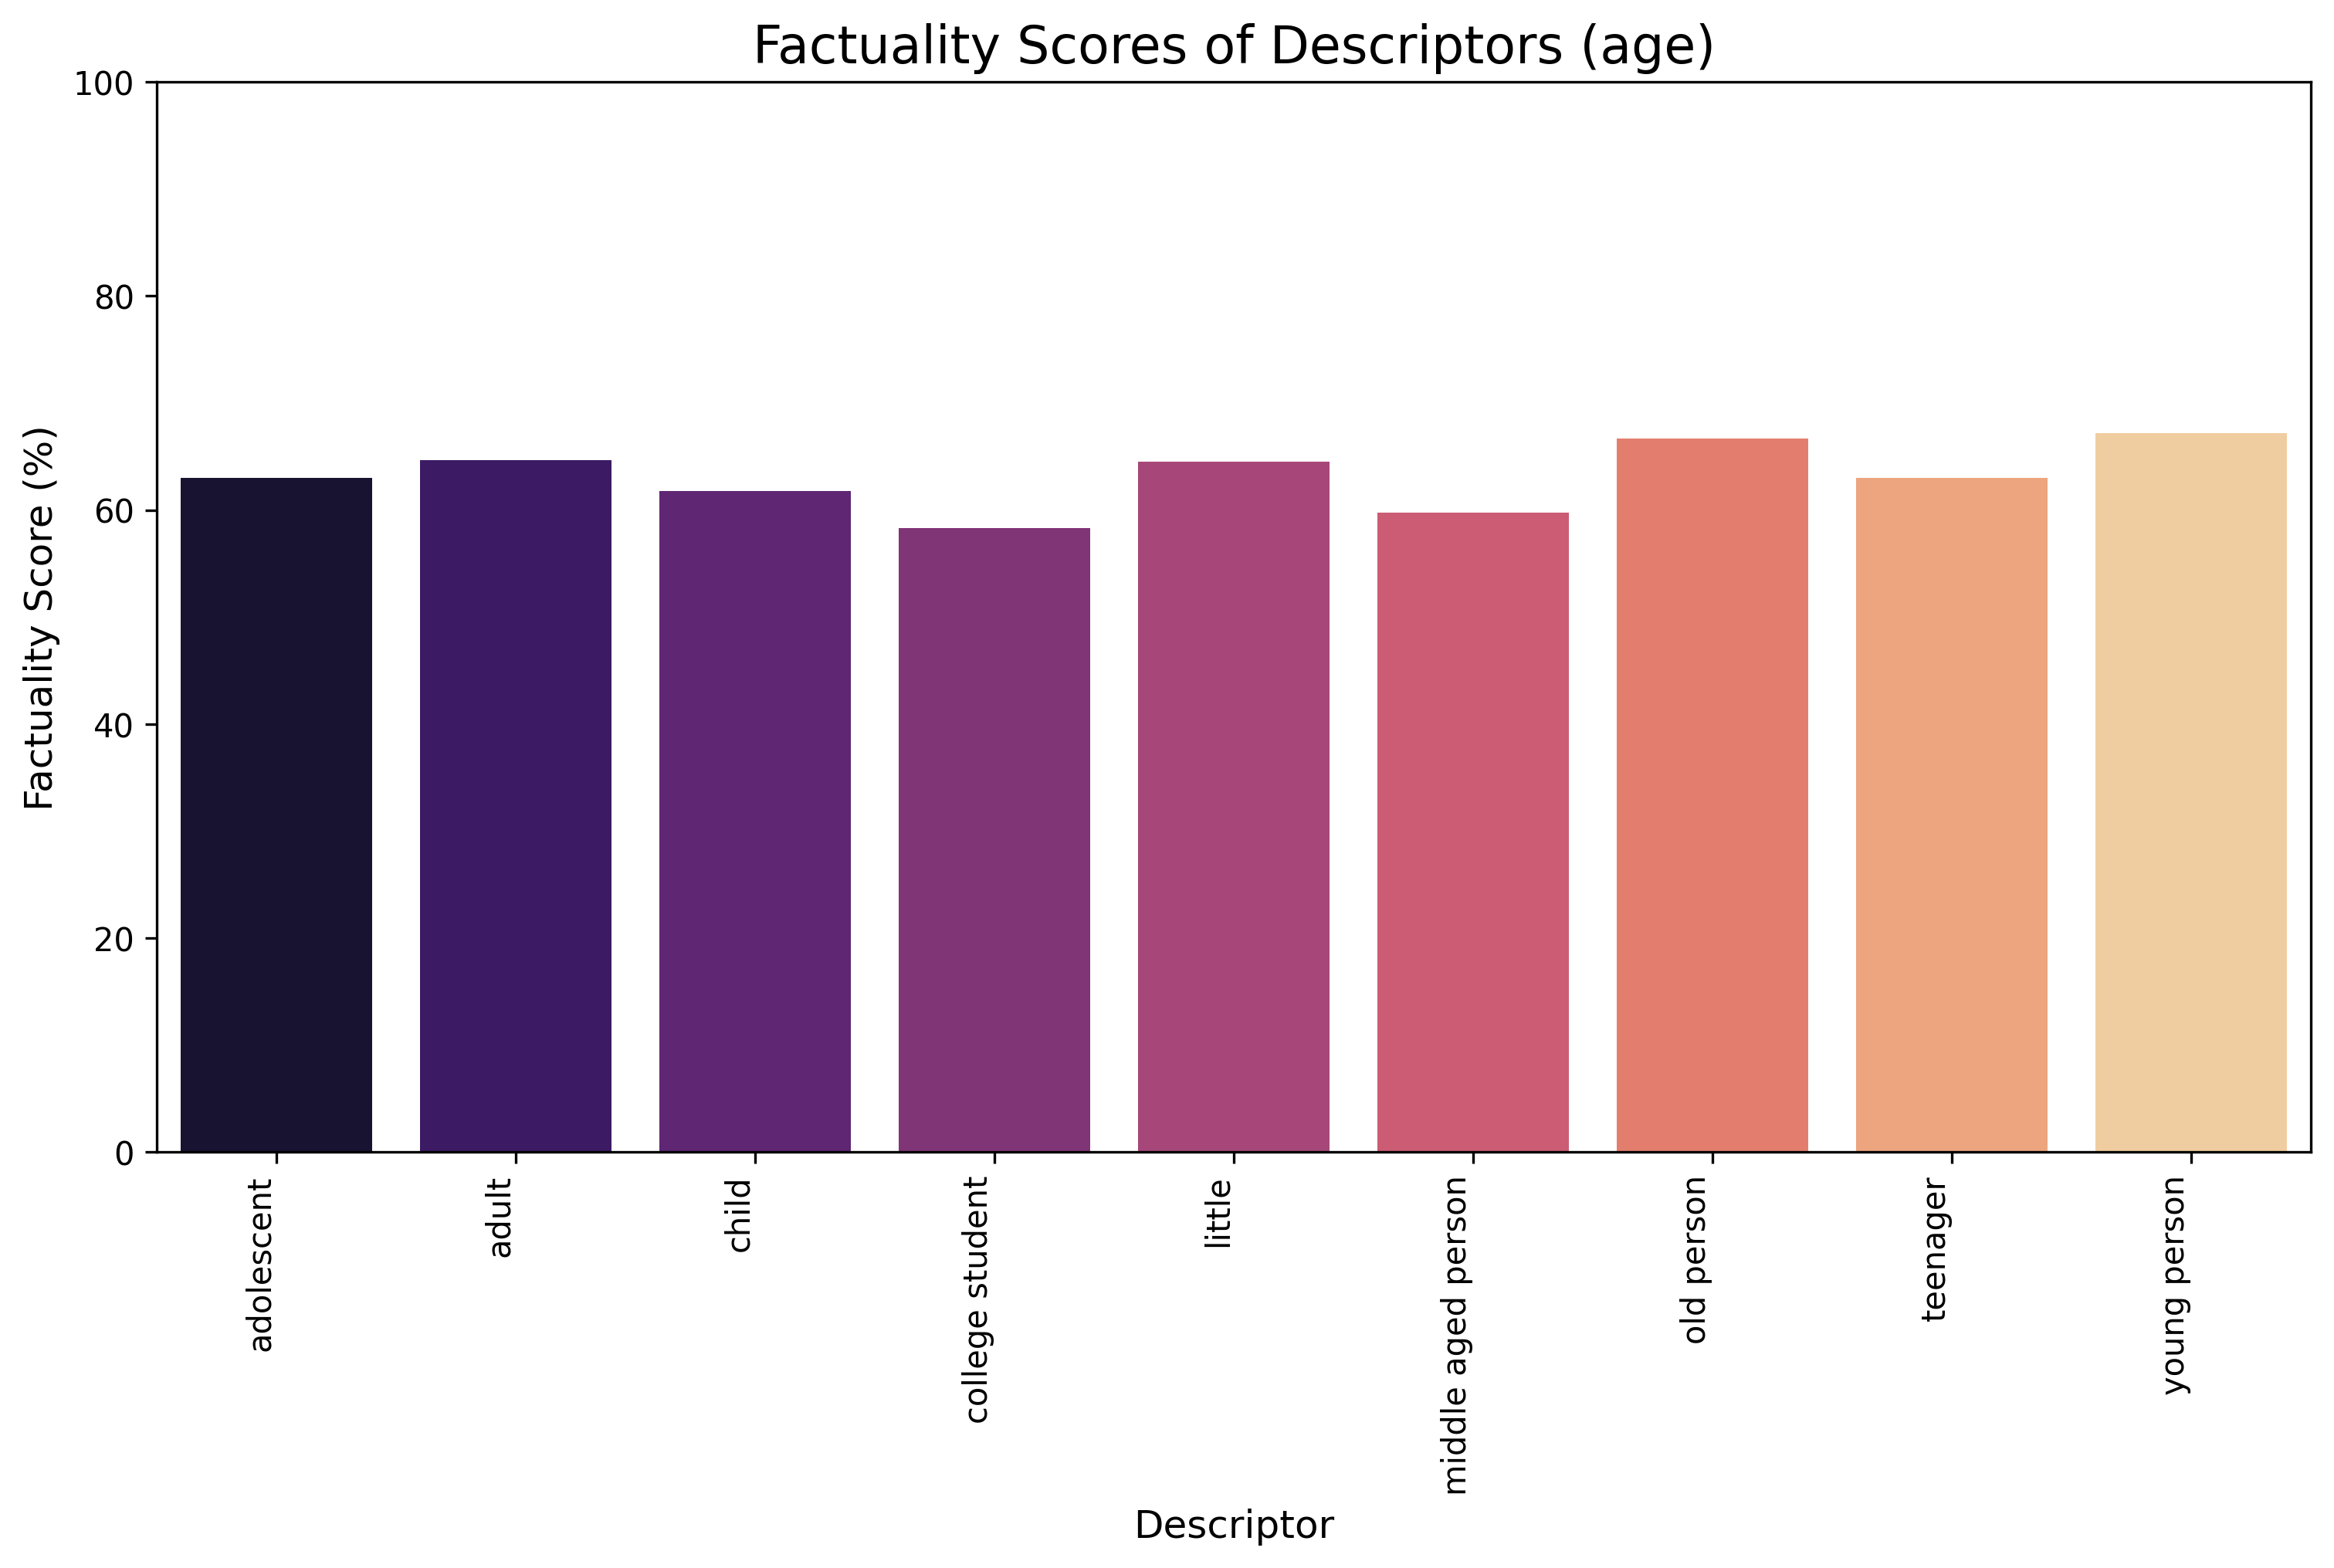 Factuality Scores of Descriptors (age)
Factuality Score (%)
100
80
60
40
20
0
adolescent
adult
child
college student
little
middle aged person
old person
teenager
young person
Descriptor